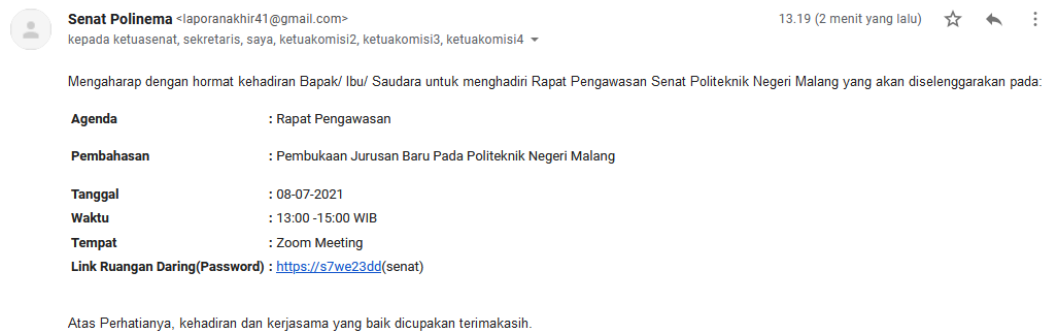 Senat Polinema <laporanakhir41@gmail.com> 13.19 (2 menit yang lalu)
kepada ketuasenat, sekretaris, saya, ketuakomisi2, ketuakomisi3, ketuakomisi4
Mengaharap dengan hormat kehadiran Bapak/ Ibu/ Saudara untuk menghadiri Rapat Pengawasan Senat Politeknik Negeri Malang yang akan diselenggarakan pada:
Agenda : Rapat Pengawasan
Pembahasan : Pembukaan Jurusan Baru Pada Politeknik Negeri Malang
Tanggal : 08-07-2021
Waktu : 13:00 -15:00 WIB
Tempat : Zoom Meeting
Link Ruangan Daring(Password) : https://s7we23dd(senat)
Atas Perhatianya, kehadiran dan kerjasama yang baik dicupakan terimakasih.